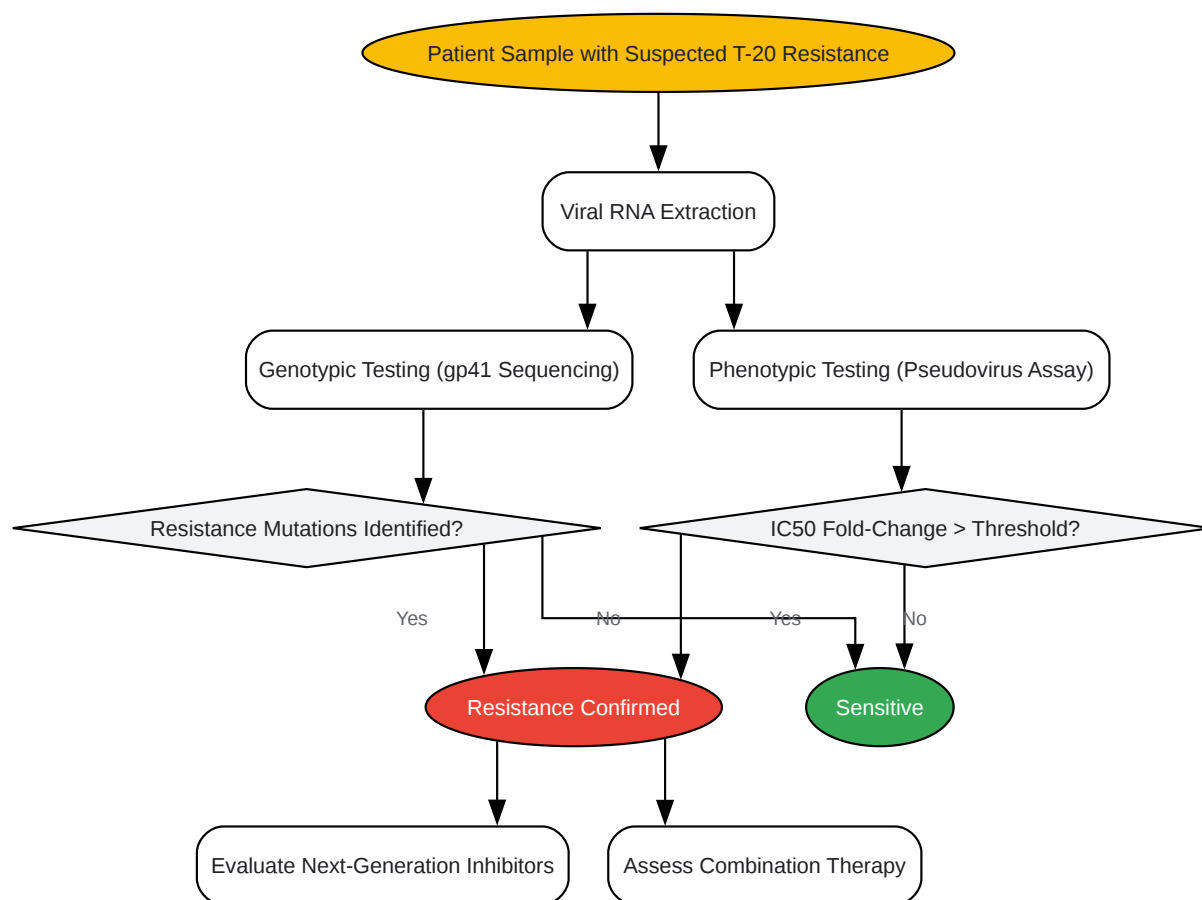 Patient Sample with Suspected T-20 Resistance
Viral RNA Extraction
Genotypic Testing (gp41 Sequencing)
Phenotypic Testing (Pseudovirus Assay)
Resistance Mutations Identified?
IC50 Fold-Change > Threshold?
Yes
No
Yes
No
Resistance Confirmed
Sensitive
Evaluate Next-Generation Inhibitors
Assess Combination Therapy